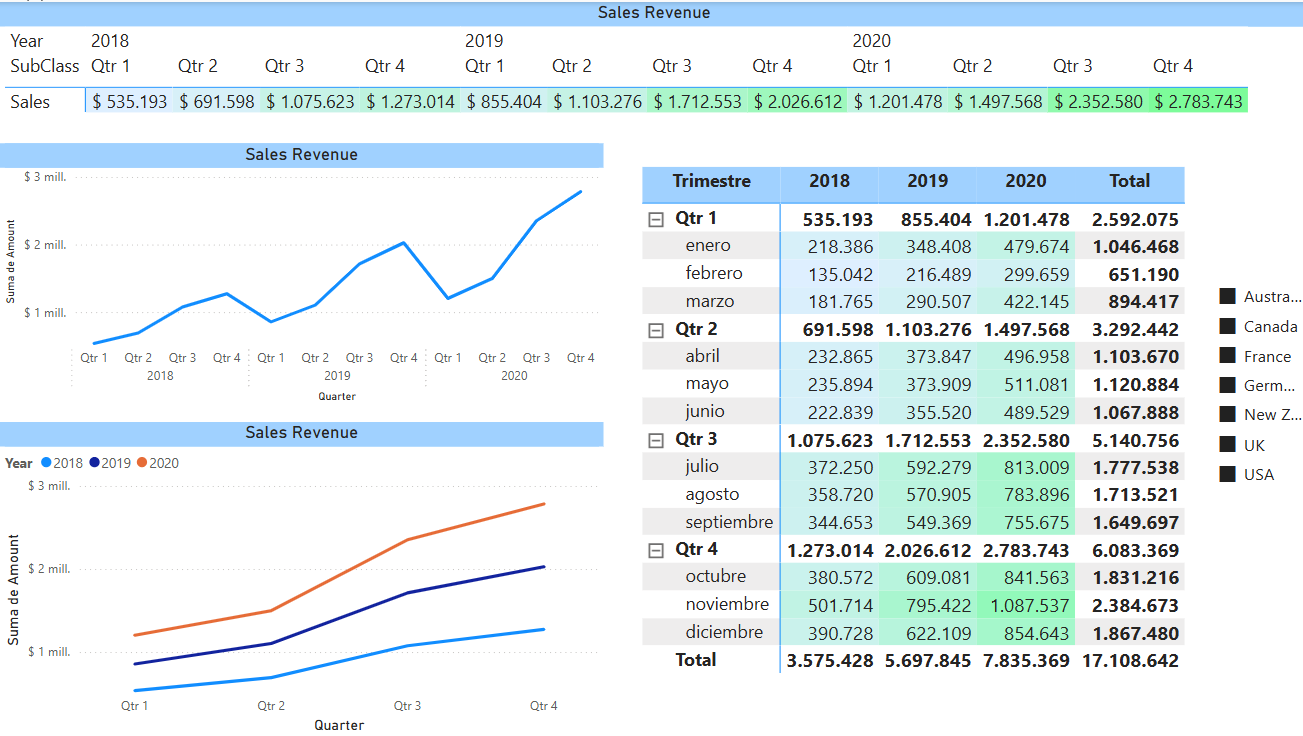 Sales Revenue
Year 2018 2019 2020
SubClass Qtr 1 Qtr 2 Qtr 3 Qtr 4 Qtr 1 Qtr 2 Qtr 3 Qtr 4 Qtr 1 Qtr 2 Qtr 3 Qtr 4
Sales $ 535.193 $ 691.598 $ 1.075.623 $ 1.273.014 $ 855.404 $ 1.103.276 $ 1.712.553 $ 2.026.612 $ 1.201.478 $ 1.497.568 $ 2.352.580 $ 2.783.743
Sales Revenue
$ 3 mill.
$ 2 mill.
$ 1 mill.
Suma de Amount
Qtr 1 Qtr 2 Qtr 3 Qtr 4 Qtr 1 Qtr 2 Qtr 3 Qtr 4 Qtr 1 Qtr 2 Qtr 3 Qtr 4
2018 2019 2020
Quarter
Sales Revenue
Year 2018 2019 2020
$ 3 mill.
$ 2 mill.
$ 1 mill.
Suma de Amount
Qtr 1 Qtr 2 Qtr 3 Qtr 4
Quarter
Trimestre 2018 2019 2020 Total
Qtr 1 535.193 855.404 1.201.478 2.592.075
enero 218.386 348.408 479.674 1.046.468
febrero 135.042 216.489 299.659 651.190
marzo 181.765 290.507 422.145 894.417
Qtr 2 691.598 1.103.276 1.497.568 3.292.442
abril 232.865 373.847 496.958 1.103.670
mayo 235.894 373.909 511.081 1.120.884
junio 222.839 355.520 489.529 1.067.888
Qtr 3 1.075.623 1.712.553 2.352.580 5.140.756
julio 372.250 592.279 813.009 1.777.538
agosto 358.720 570.905 783.896 1.713.521
septiembre 344.653 549.369 755.675 1.649.697
Qtr 4 1.273.014 2.026.612 2.783.743 6.083.369
octubre 380.572 609.081 841.563 1.831.216
noviembre 501.714 795.422 1.087.537 2.384.673
diciembre 390.728 622.109 854.643 1.867.480
Total 3.575.428 5.697.845 7.835.369 17.108.642
Austra...
Canada
France
Germ...
New Z...
UK
USA